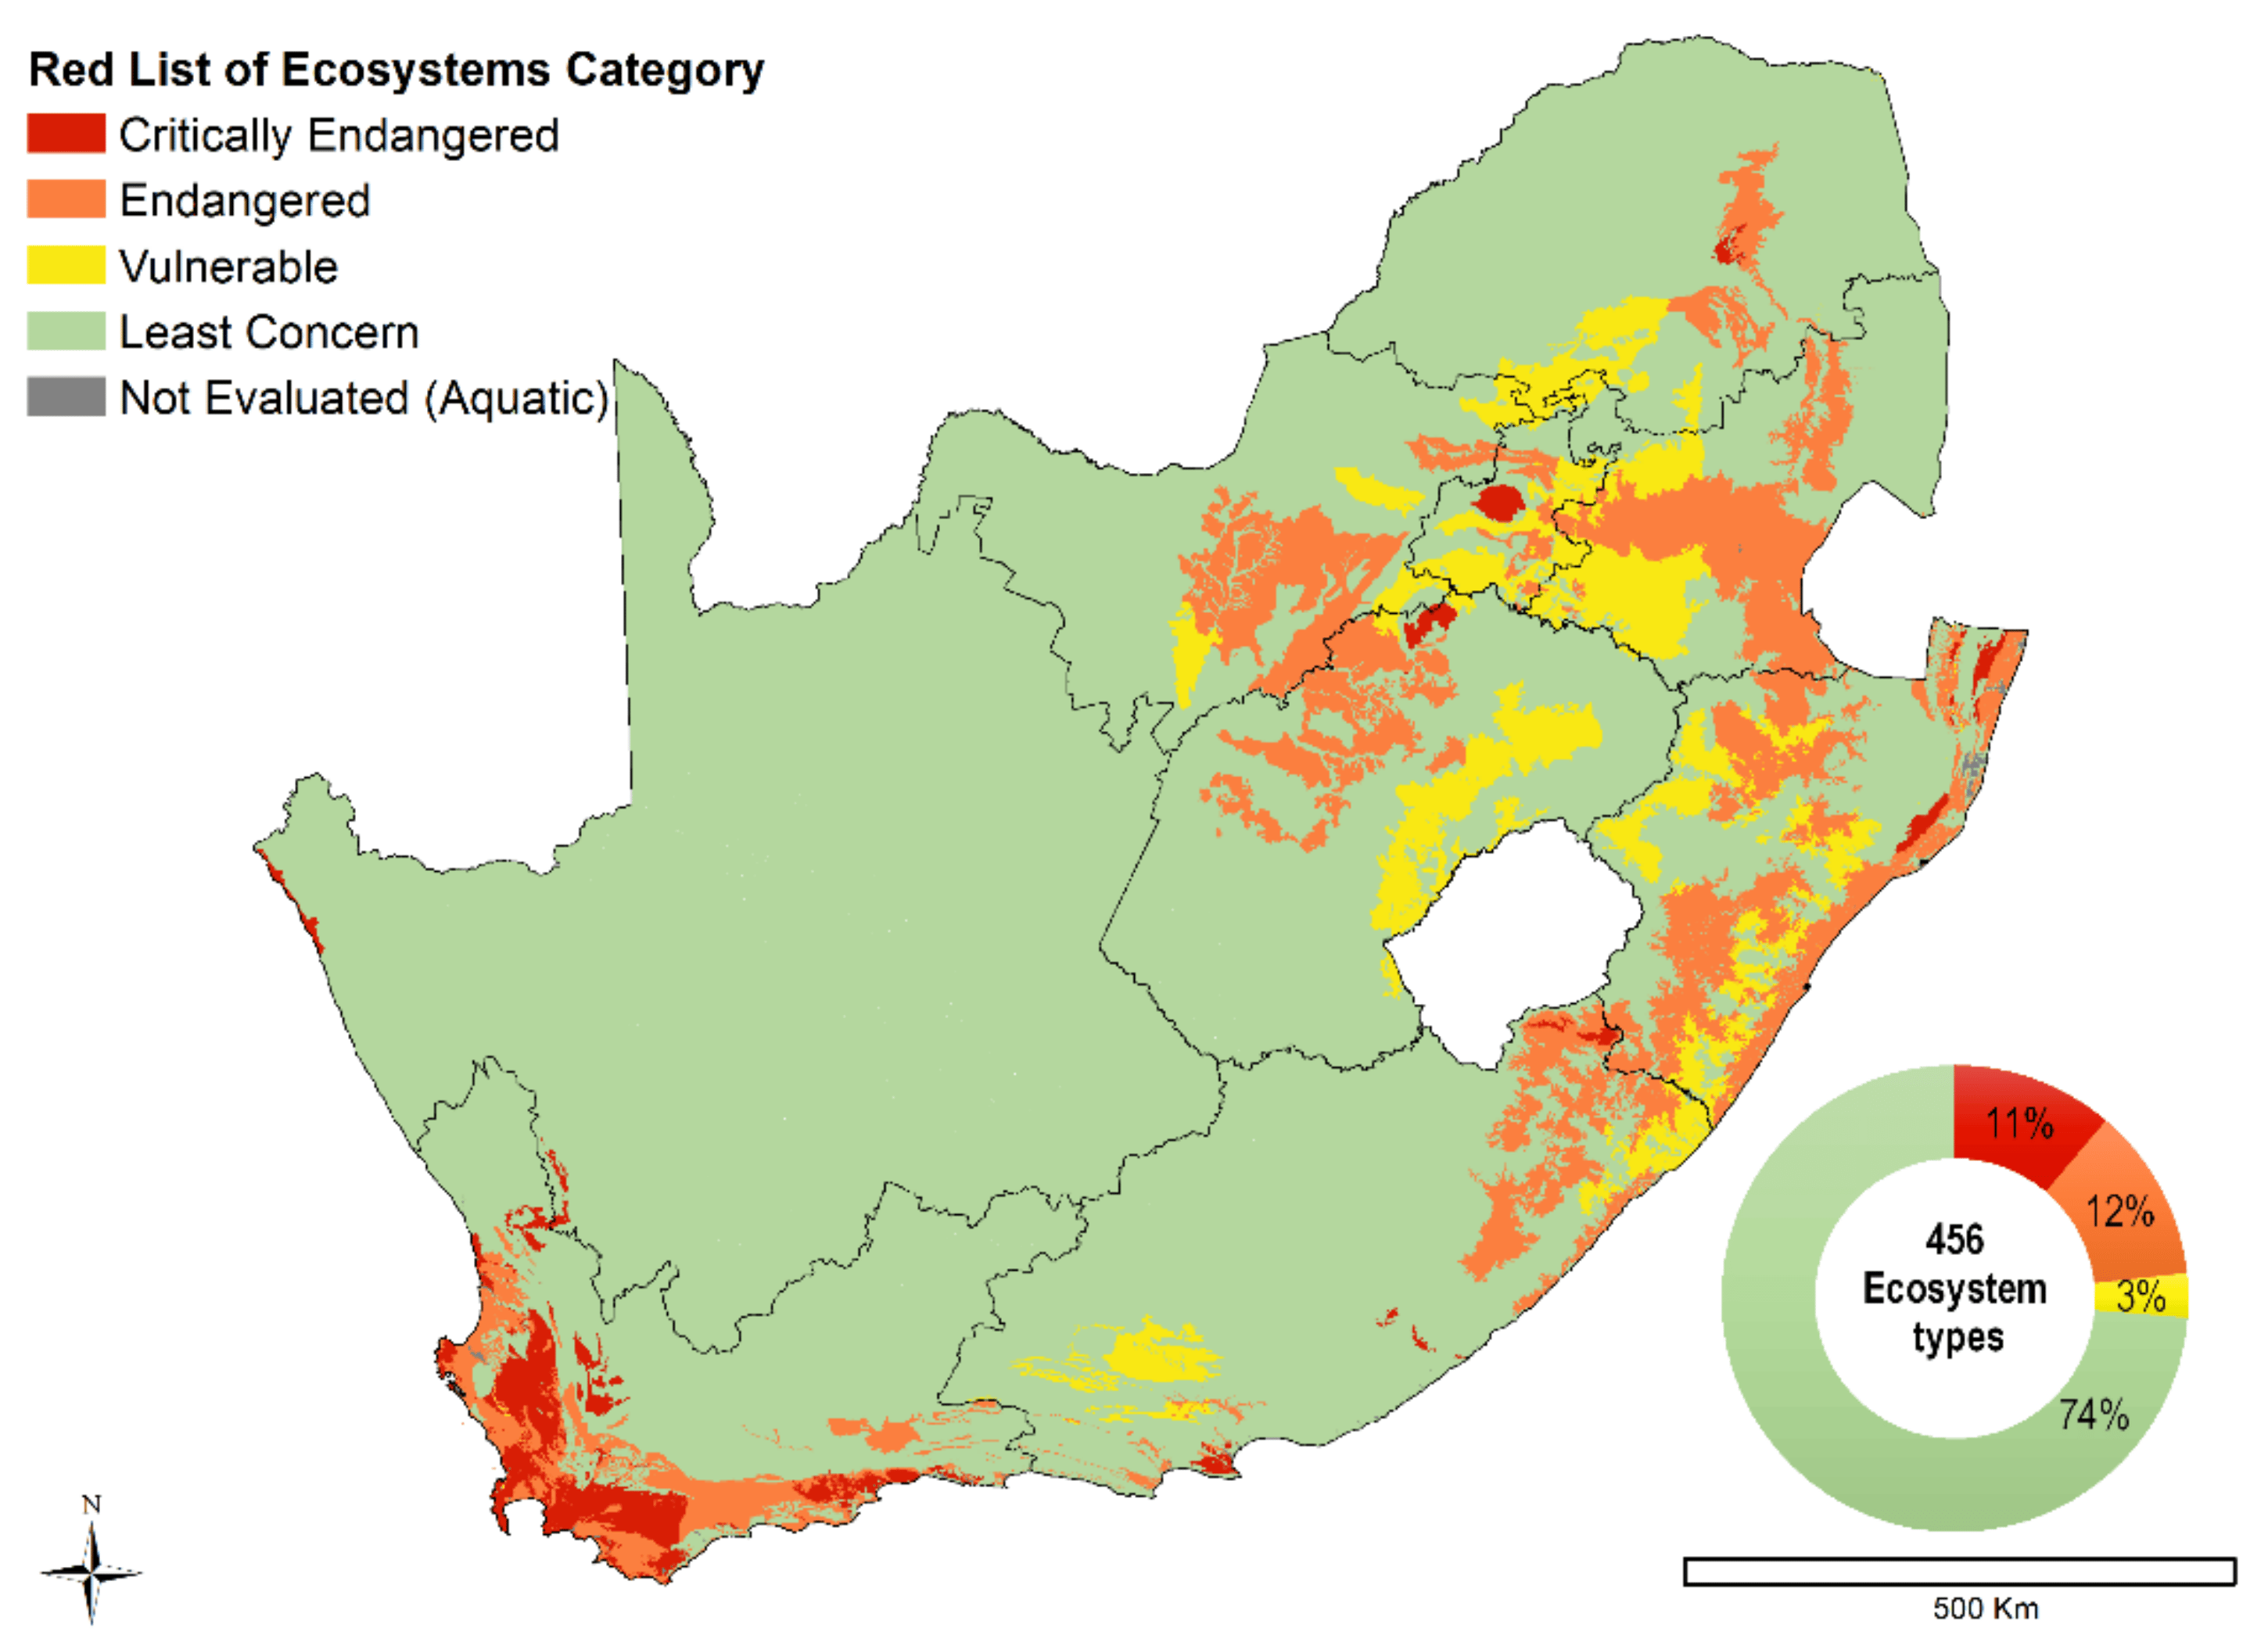 Red List of Ecosystems Category
Critically Endangered
Endangered
Vulnerable
Least Concern
Not Evaluated (Aquatic)
11%
12%
3%
74%
456
Ecosystem
types
N
500 Km